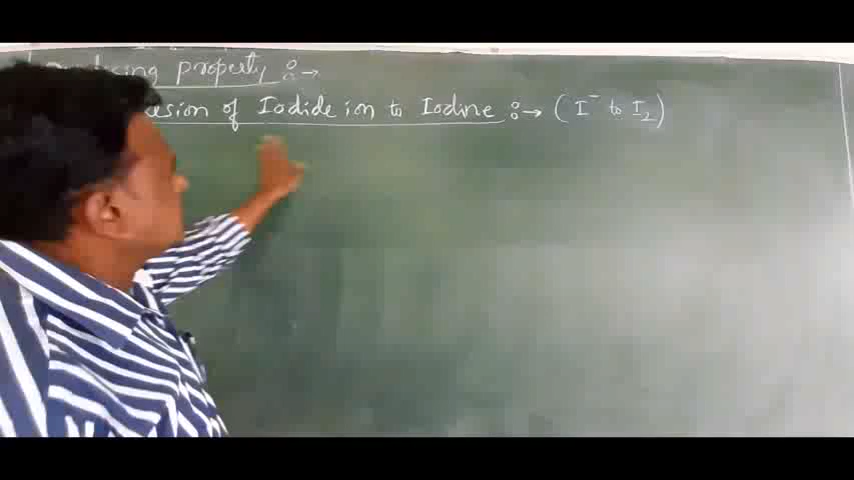 property :→
of Iodide ion to Iodine :→ (I⁻ to I₂)